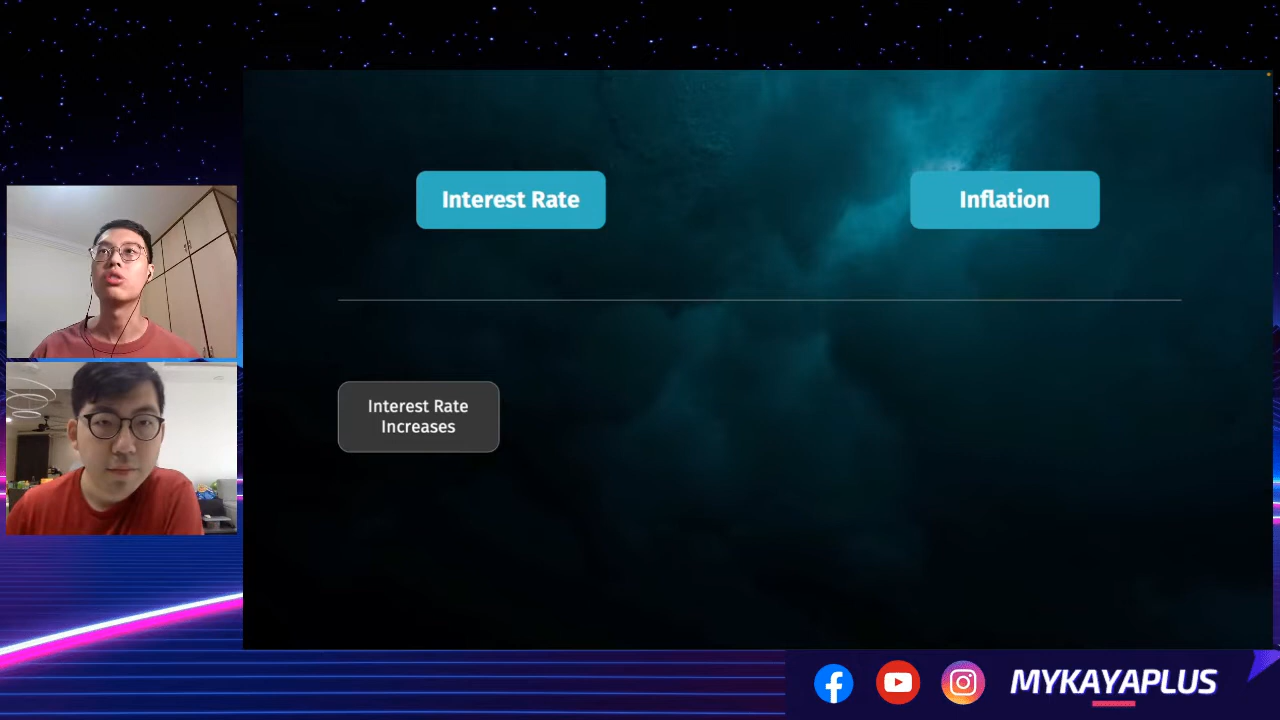 Interest Rate
Inflation
Interest Rate
Increases
MYKAYAPLUS